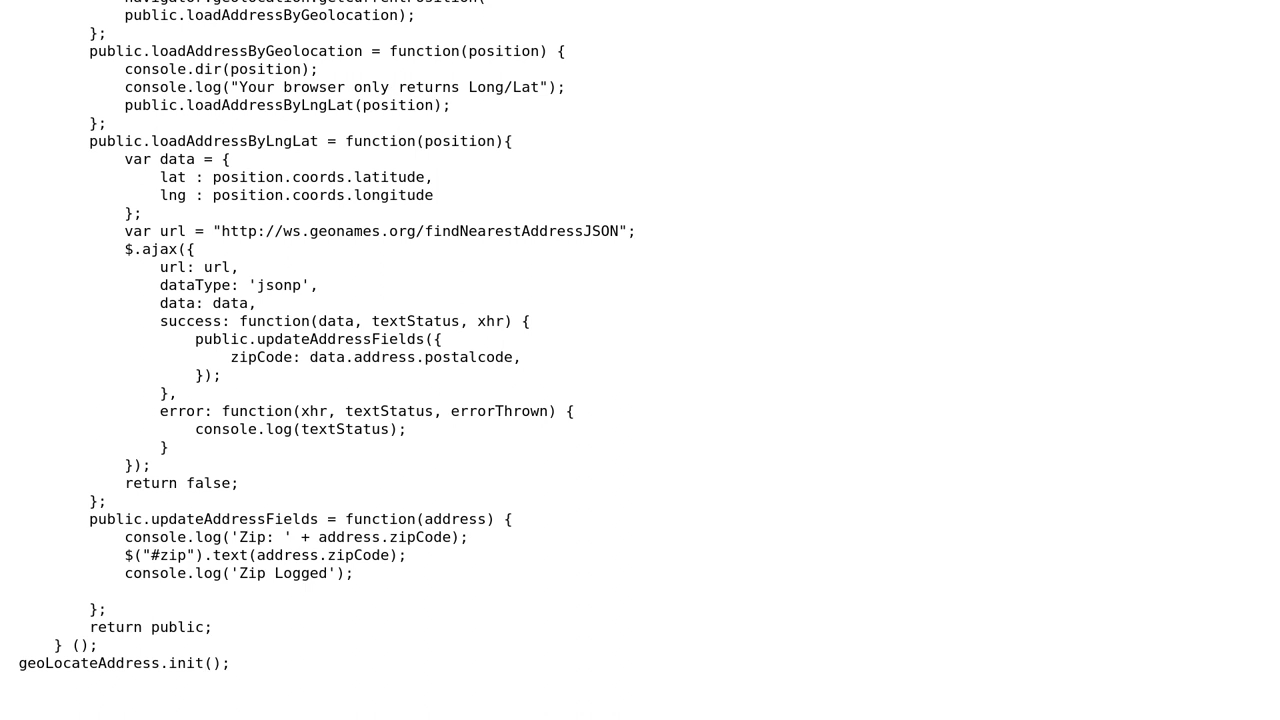 public.loadAddressByGeolocation);
};
public.loadAddressByGeolocation = function(position) {
console.dir(position);
console.log("Your browser only returns Long/Lat");
public.loadAddressByLngLat(position);
};
public.loadAddressByLngLat = function(position){
var data = {
lat : position.coords.latitude,
lng : position.coords.longitude
};
var url = "http://ws.geonames.org/findNearestAddressJSON";
$.ajax({
url: url,
dataType: 'jsonp',
data: data,
success: function(data, textStatus, xhr) {
public.updateAddressFields({
zipCode: data.address.postalcode,
});
},
error: function(xhr, textStatus, errorThrown) {
console.log(textStatus);
}
});
return false;
};
public.updateAddressFields = function(address) {
console.log('Zip: ' + address.zipCode);
$("#zip").text(address.zipCode);
console.log('Zip Logged');
};
return public;
} ();
geoLocateAddress.init();